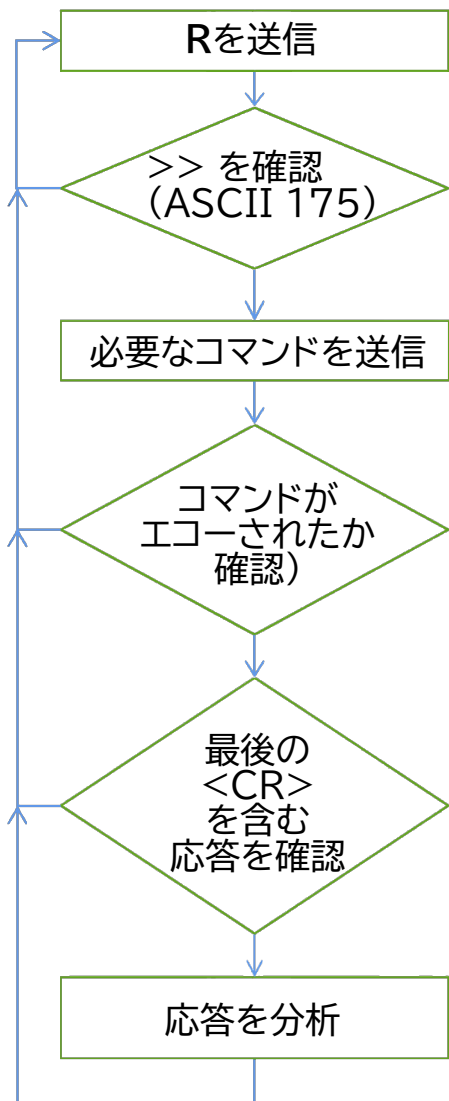 Rを送信
>> を確認
(ASCII 175)
必要なコマンドを送信
コマンドが
エコーされたか
確認)
最後の
<CR>
を含む
応答を確認
応答を分析